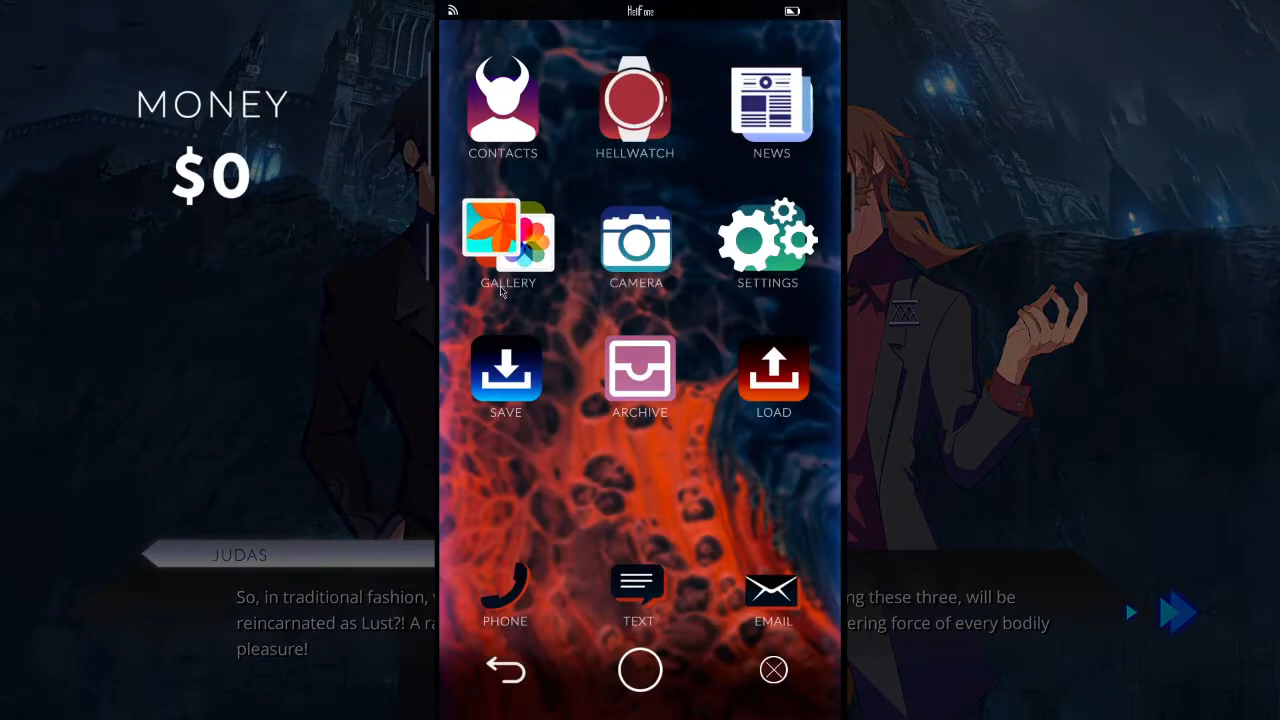 HellFone
MONEY
$0
CONTACTS
HELLWATCH
NEWS
GALLERY
CAMERA
SETTINGS
SAVE
ARCHIVE
LOAD
JUDAS
So, in traditional fashion, ng these three, will be
reincarnated as Lust?! A ering force of every bodily
pleasure!
PHONE
TEXT
EMAIL